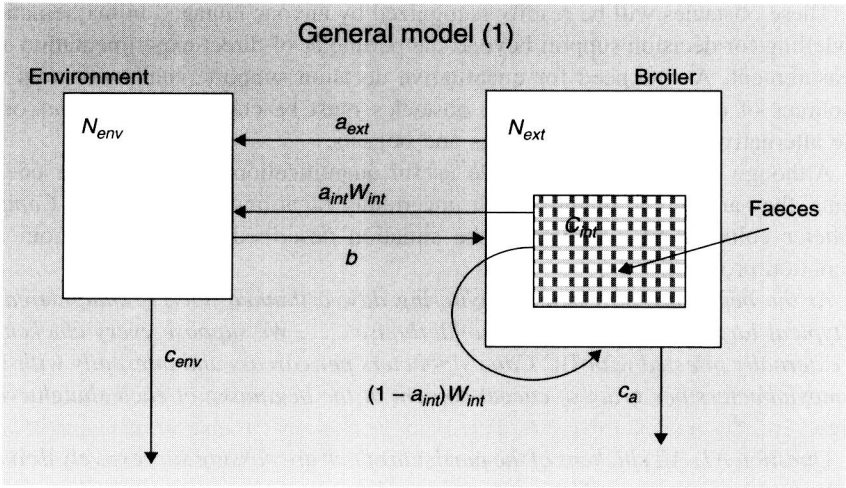 General model (1)
Environment
Broiler
N_env
a_ext
N_ext
a_int W_int
C_int
Faeces
b
c_env
(1 – a_int)W_int
c_a